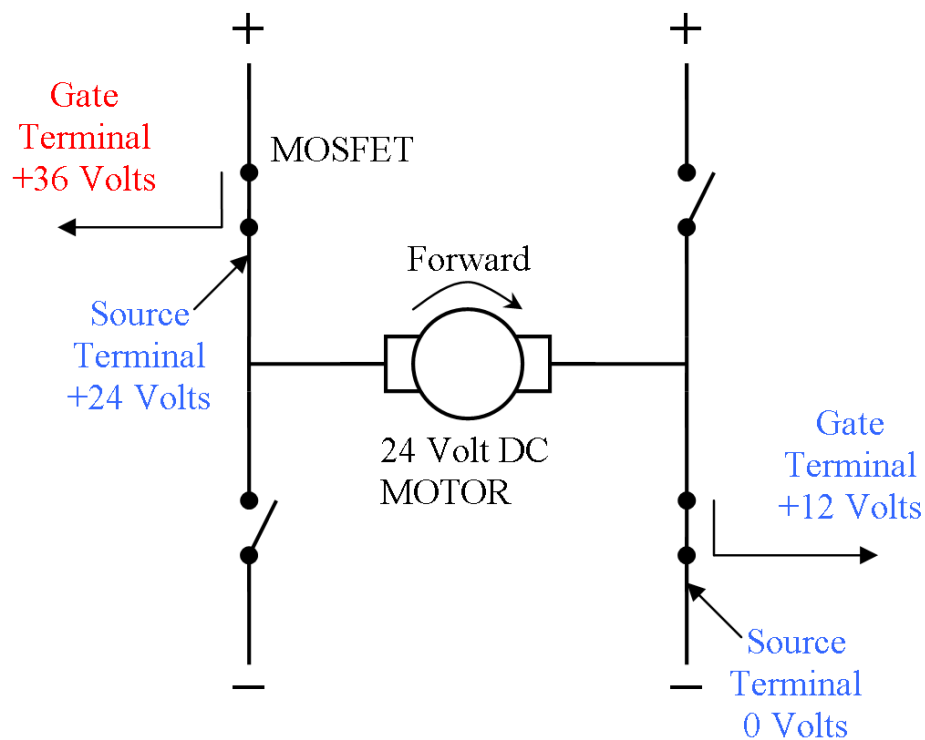 +
+
Gate
Terminal
+36 Volts
MOSFET
Forward
Source
Terminal
+24 Volts
24 Volt DC
MOTOR
Gate
Terminal
+12 Volts
Source
Terminal
0 Volts
−
−